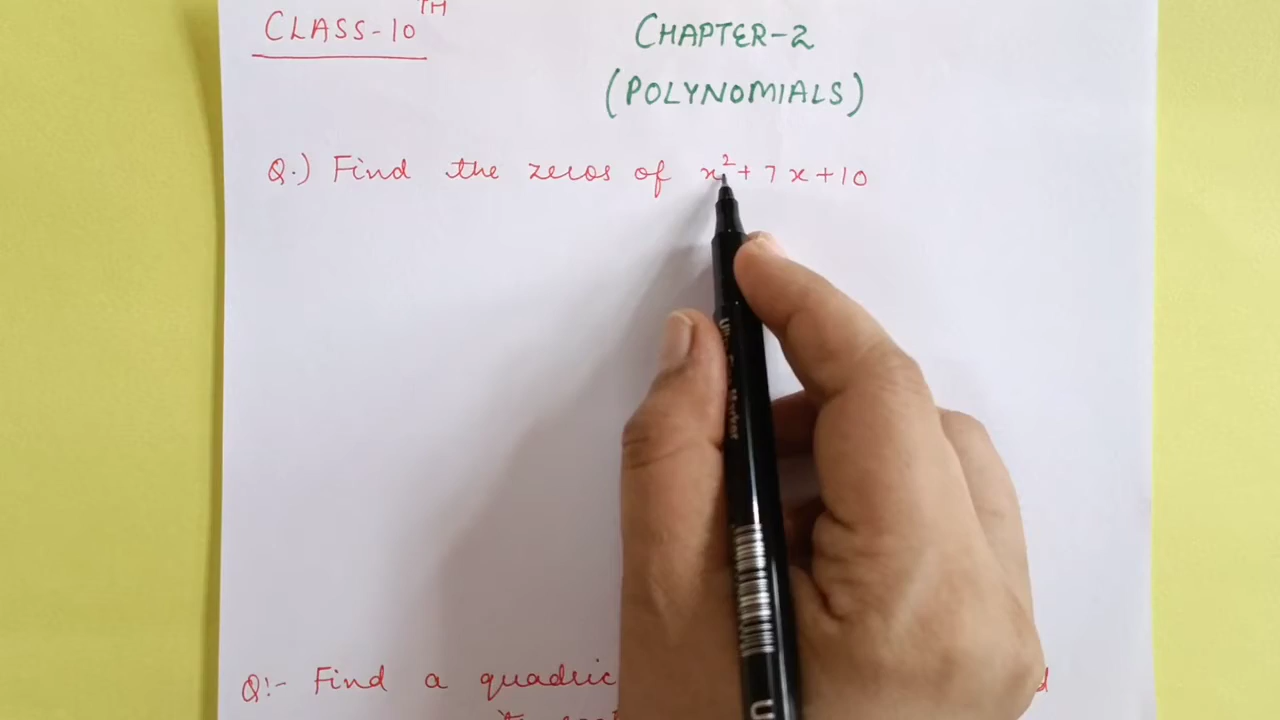 CLASS-10TH
CHAPTER-2
(POLYNOMIALS)
Q.) Find the zeros of x²+7x+10
Q:- Find a quadric